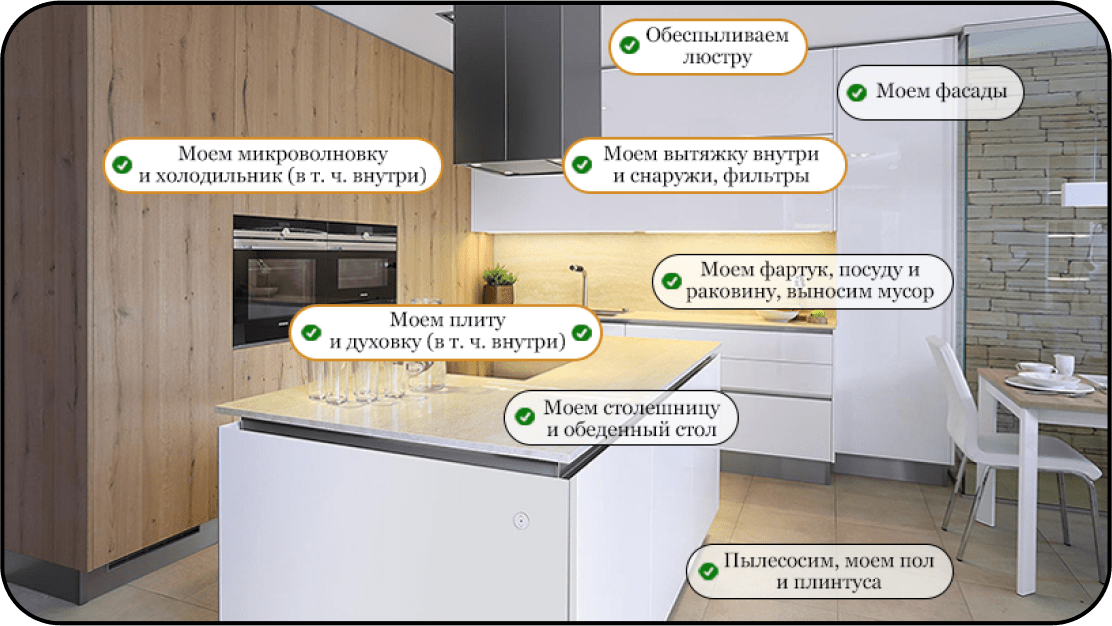 Обеспыливаем
люстру
Моем фасады
Моем микроволновку
и холодильник (в т. ч. внутри)
Моем вытяжку внутри
и снаружи, фильтры
Моем фартук, посуду и
раковину, выносим мусор
Моем плиту
и духовку (в т. ч. внутри)
Моем столешницу
и обеденный стол
Пылесосим, моем пол
и плинтуса